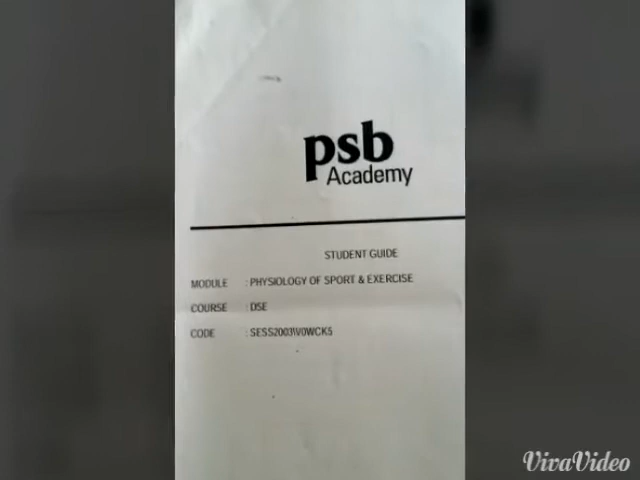 psb
Academy
STUDENT GUIDE
MODULE : PHYSIOLOGY OF SPORT & EXERCISE
COURSE : DSE
CODE : SESS2003\V0WCK5
VivaVideo